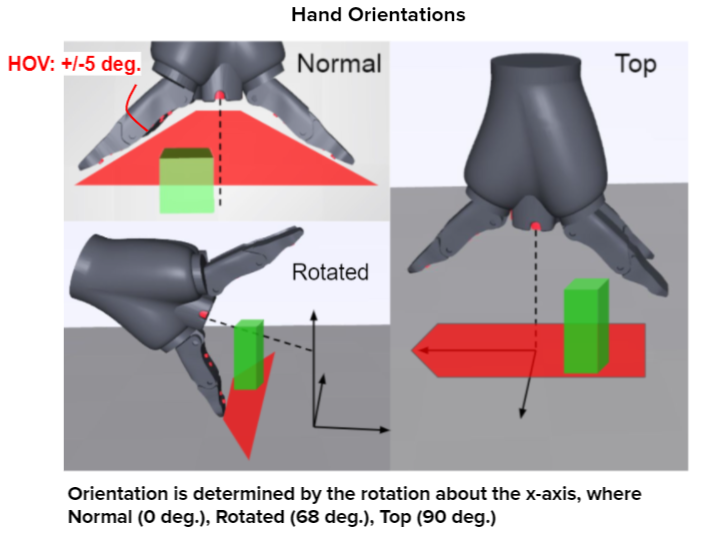 Hand Orientations
HOV: +/-5 deg.
Normal
Top
Rotated
Orientation is determined by the rotation about the x-axis, where
Normal (0 deg.), Rotated (68 deg.), Top (90 deg.)